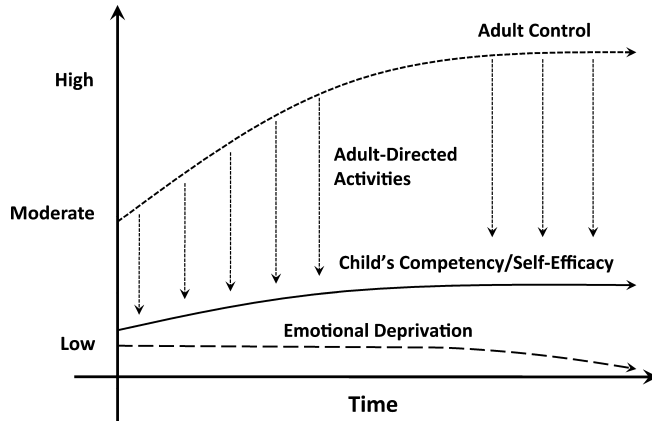 Adult Control
High
Adult-Directed
Activities
Moderate
Child's Competency/Self-Efficacy
Emotional Deprivation
Low
Time